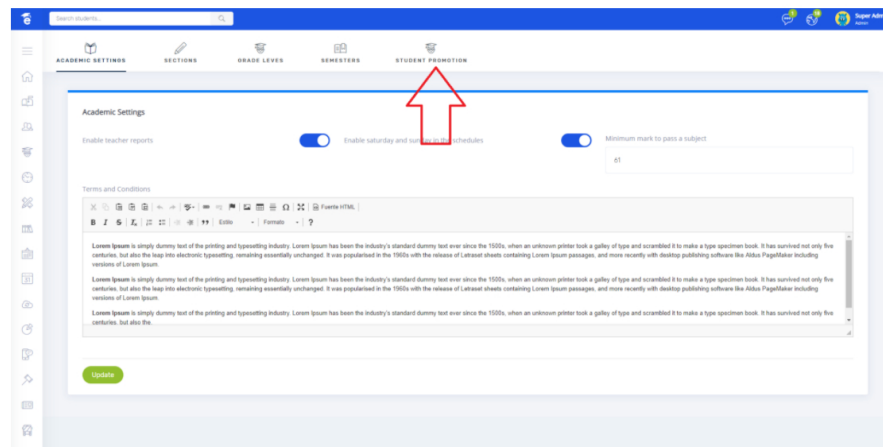 Search students..
Super Adm
Admin
ACADEMIC SETTINGS
SECTIONS
GRADE LEVES
SEMESTERS
STUDENT PROMOTION
Academic Settings
Enable teacher reports
Enable saturday and sunday in the schedules
Minimum mark to pass a subject
61
Terms and Conditions
Fuente HTML
Estilo
Formato
Lorem Ipsum is simply dummy text of the printing and typesetting industry. Lorem Ipsum has been the industry's standard dummy text ever since the 1500s, when an unknown printer took a galley of type and scrambled it to make a type specimen book. It has survived not only five
centuries, but also the leap into electronic typesetting, remaining essentially unchanged. It was popularised in the 1960s with the release of Letraset sheets containing Lorem Ipsum passages, and more recently with desktop publishing software like Aldus PageMaker including
versions of Lorem Ipsum.
Lorem Ipsum is simply dummy text of the printing and typesetting industry. Lorem Ipsum has been the industry's standard dummy text ever since the 1500s, when an unknown printer took a galley of type and scrambled it to make a type specimen book. It has survived not only five
centuries, but also the leap into electronic typesetting, remaining essentially unchanged. It was popularised in the 1960s with the release of Letraset sheets containing Lorem Ipsum passages, and more recently with desktop publishing software like Aldus PageMaker including
versions of Lorem Ipsum.
Lorem Ipsum is simply dummy text of the printing and typesetting industry. Lorem Ipsum has been the industry's standard dummy text ever since the 1500s, when an unknown printer took a galley of type and scrambled it to make a type specimen book. It has survived not only five
centuries, but also the
Update